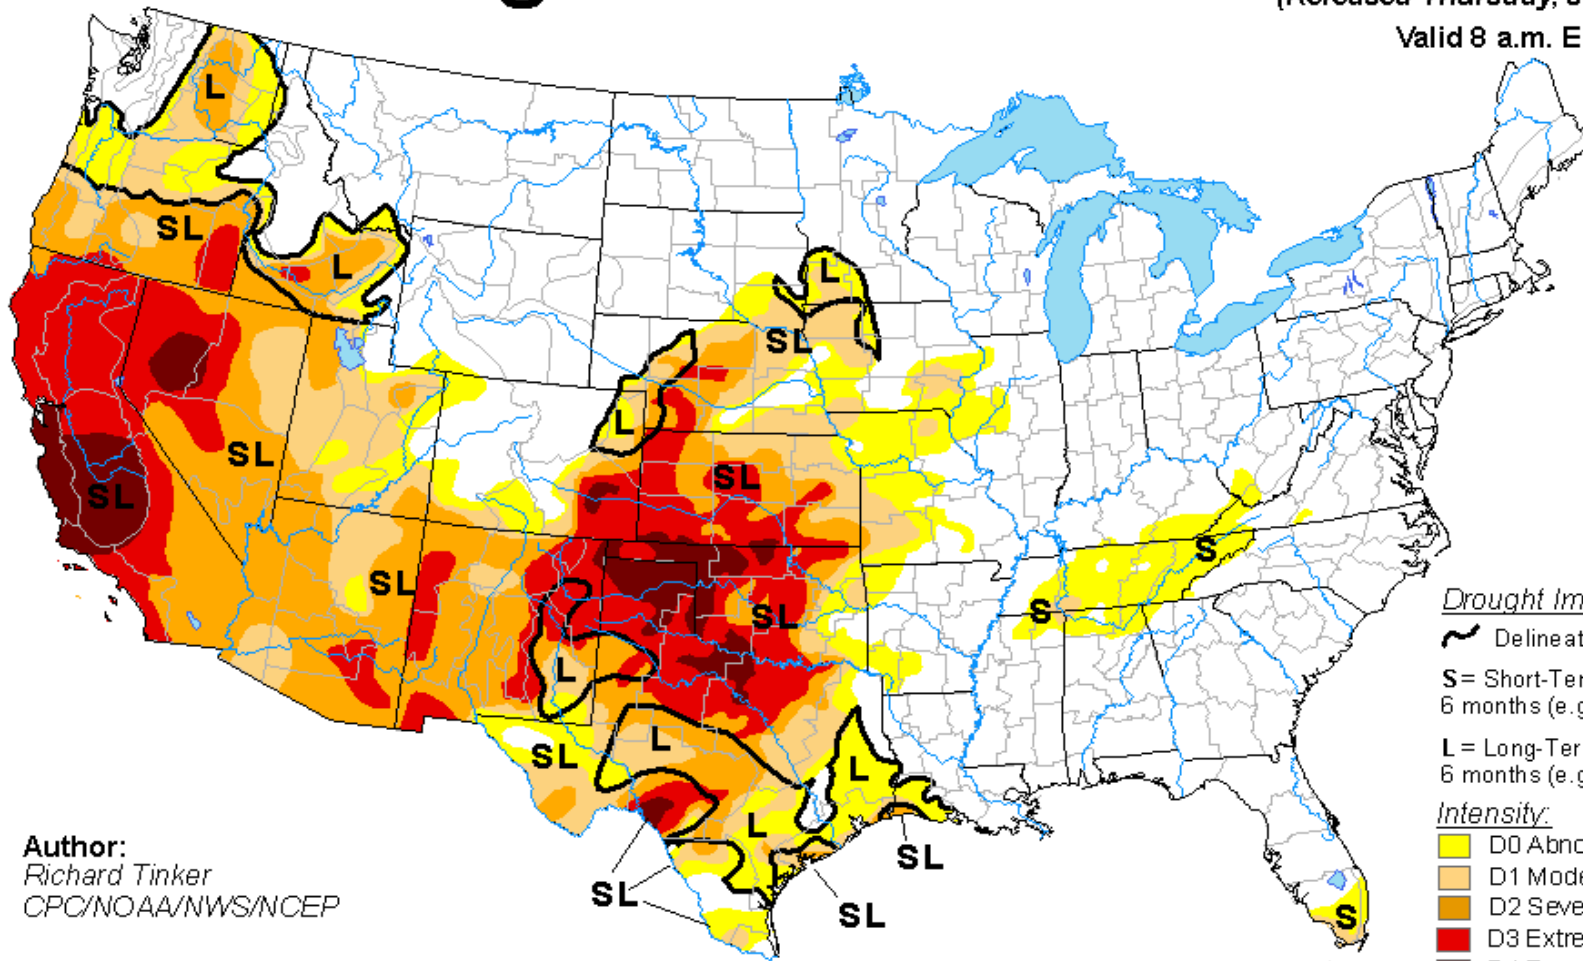 (Released Thursday,
Valid 8 a.m. E
L
SL
L
L
SL
L
SL
SL
SL
S
SL
S
SL
L
L
SL
L
L
SL
SL
SL
S
Drought Im
Delineat
S = Short-Ter
6 months (e.g
L = Long-Ter
6 months (e.g
Intensity:
D0 Abno
D1 Mode
D2 Seve
D3 Extre
Author:
Richard Tinker
CPC/NOAA/NWS/NCEP